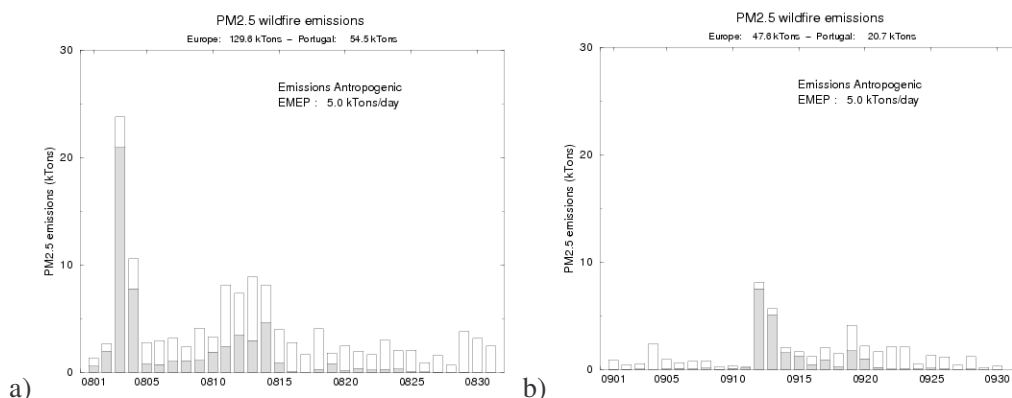 PM2.5 wildfire emissions
Europe: 129.6 kTons – Portugal: 54.5 kTons
30
Emissions Antropogenic
EMEP : 5.0 kTons/day
20
PM2.5 emissions (kTons)
10
0
0801 0805 0810 0815 0820 0825 0830
a)
PM2.5 wildfire emissions
Europe: 47.6 kTons – Portugal: 20.7 kTons
30
Emissions Antropogenic
EMEP : 5.0 kTons/day
20
PM2.5 emissions (kTons)
10
0
0901 0905 0910 0915 0920 0925 0930
b)